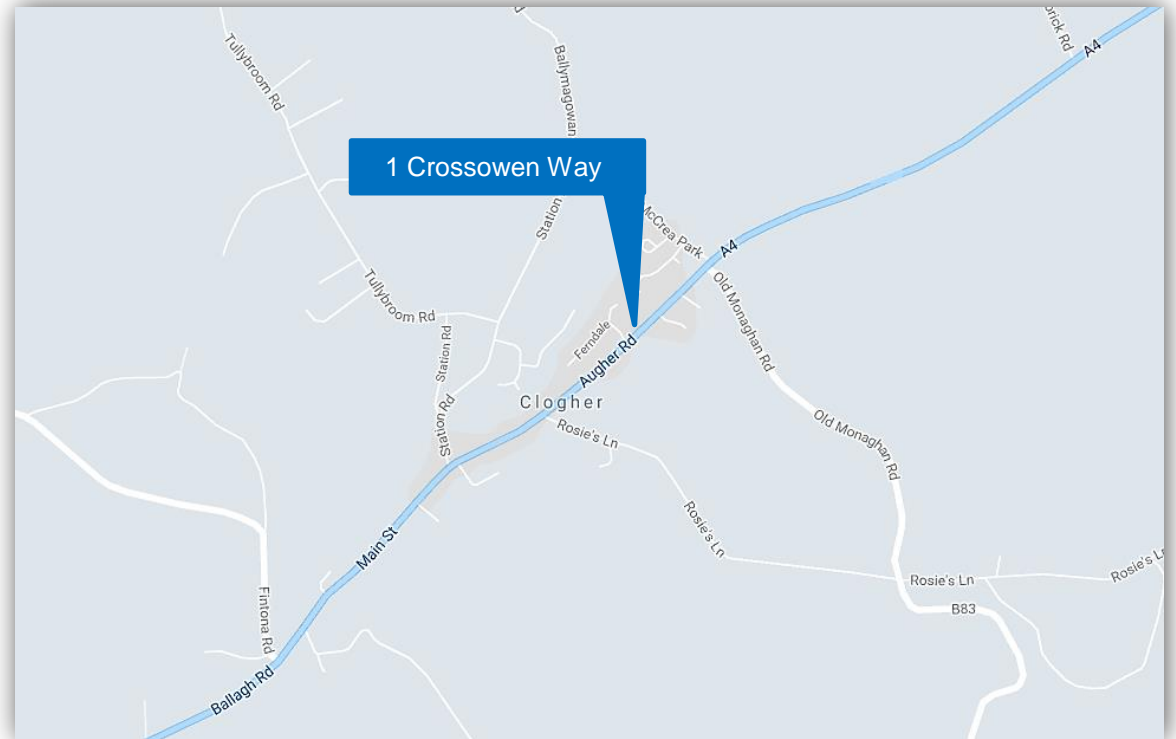 Tullybroom Rd
Ballymagowan
A4
1 Crossowen Way
Station
McCrea Park
A4
Tullybroom Rd
Old Monaghan Rd
Station Rd
Ferndale
Augher Rd
Clogher
Station Rd
Rosie's Ln
Old Monaghan Rd
Main St
Rosie's Ln
Rosie's Ln
Rosie's
B83
Fintona Rd
Ballagh Rd